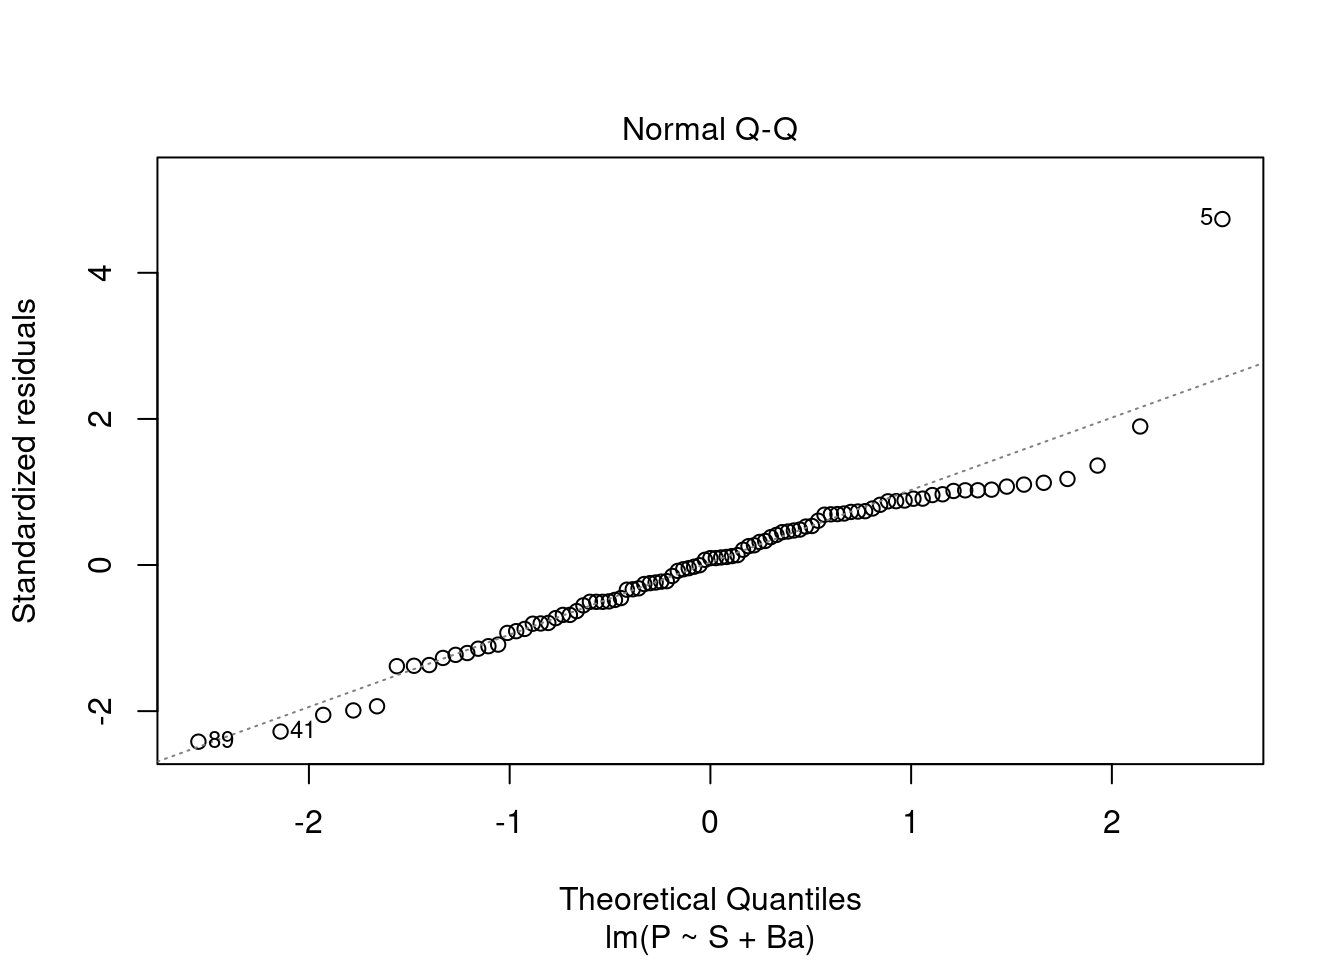 Normal Q-Q
Standardized residuals
4
2
0
-2
5
41
89
-2 -1 0 1 2
Theoretical Quantiles
lm(P ~ S + Ba)